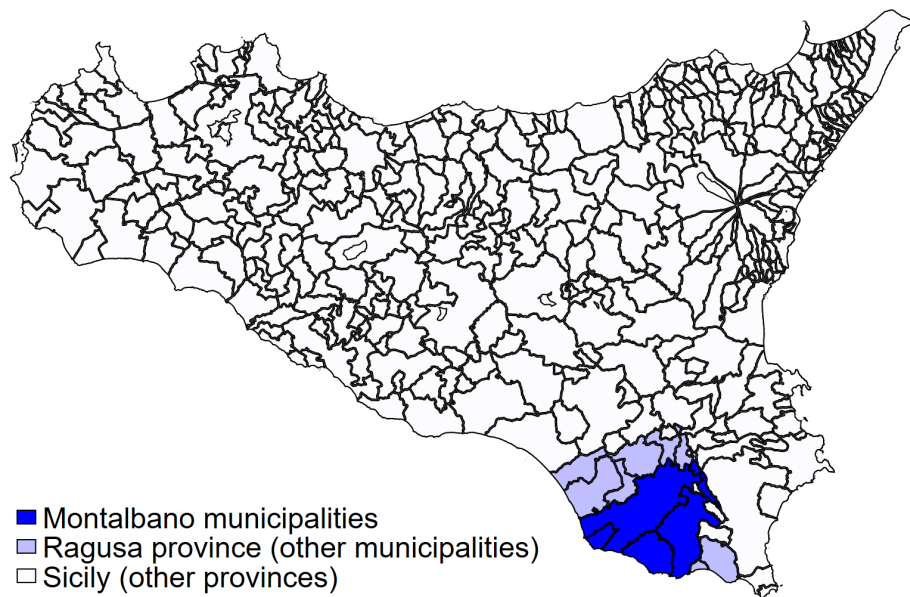 Montalbano municipalities
Ragusa province (other municipalities)
Sicily (other provinces)